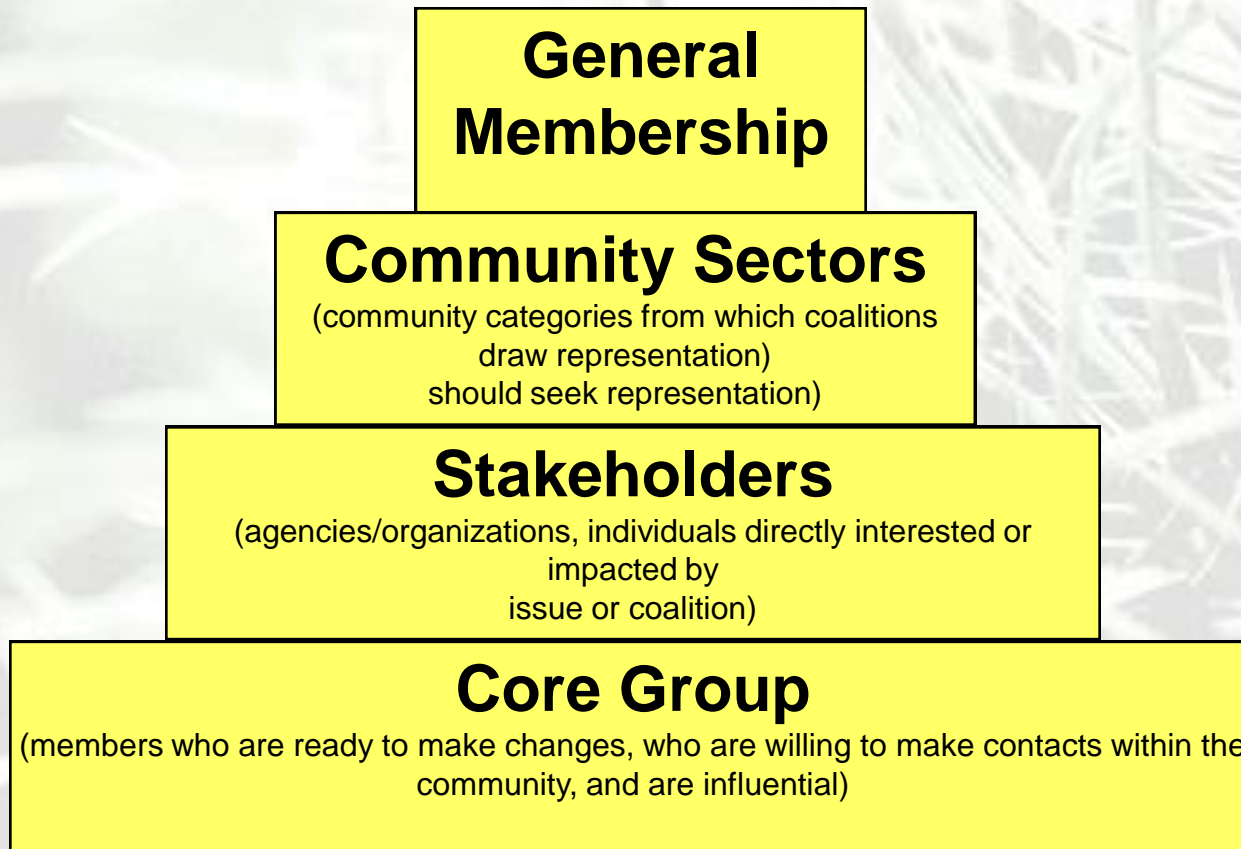 General
Membership
Community Sectors
(community categories from which coalitions
draw representation)
should seek representation)
Stakeholders
(agencies/organizations, individuals directly interested or
impacted by
issue or coalition)
Core Group
(members who are ready to make changes, who are willing to make contacts within the
community, and are influential)